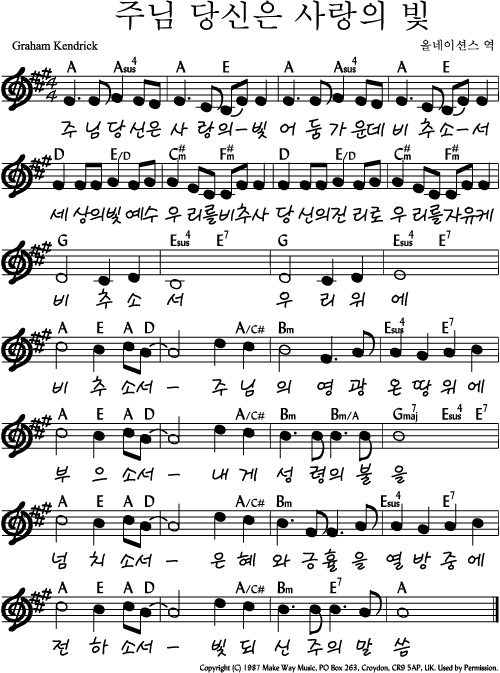 주님 당신은 사랑의 빛
Graham Kendrick 올네이션스 역
A Asus4 A E A Asus4 A E
4/4
주 님 당 신은 사 랑의-빛 어 둠 가 운데 비 추소-서
D E/D C#m F#m D E/D C#m F#m
세 상의 빛 예수 우 리를비추사 당 신의진 리로 우 리를자유케
G Esus4 E7 G Esus4 E7
비 추 소 서 우 리 위 에
A E A D A/C# Bm Esus4 E7
비 추 소서- 주 님 의 영 광 온 땅 위 에
A E A D A/C# Bm Bm/A Gmaj7 Esus4 E7
부 으 소서- 내 게 성 령의 불 을
A E A D A/C# Bm Esus4 E7
넘 치 소서- 은 혜 와 긍휼 을 열 방 중 에
A E A D A/C# Bm E7 A
전 하 소서- 빛 되 신 주의 말 씀
Copyright (C) 1987 Make Way Music, PO Box 263, Croydon, CR9 5AP, UK. Used by Permission.